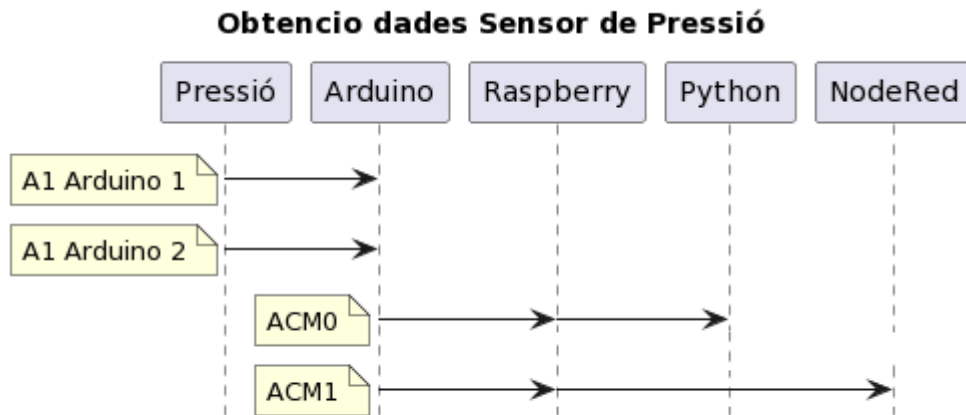 Obtencio dades Sensor de Pressió
Pressió Arduino Raspberry Python NodeRed
A1 Arduino 1
A1 Arduino 2
ACM0
ACM1